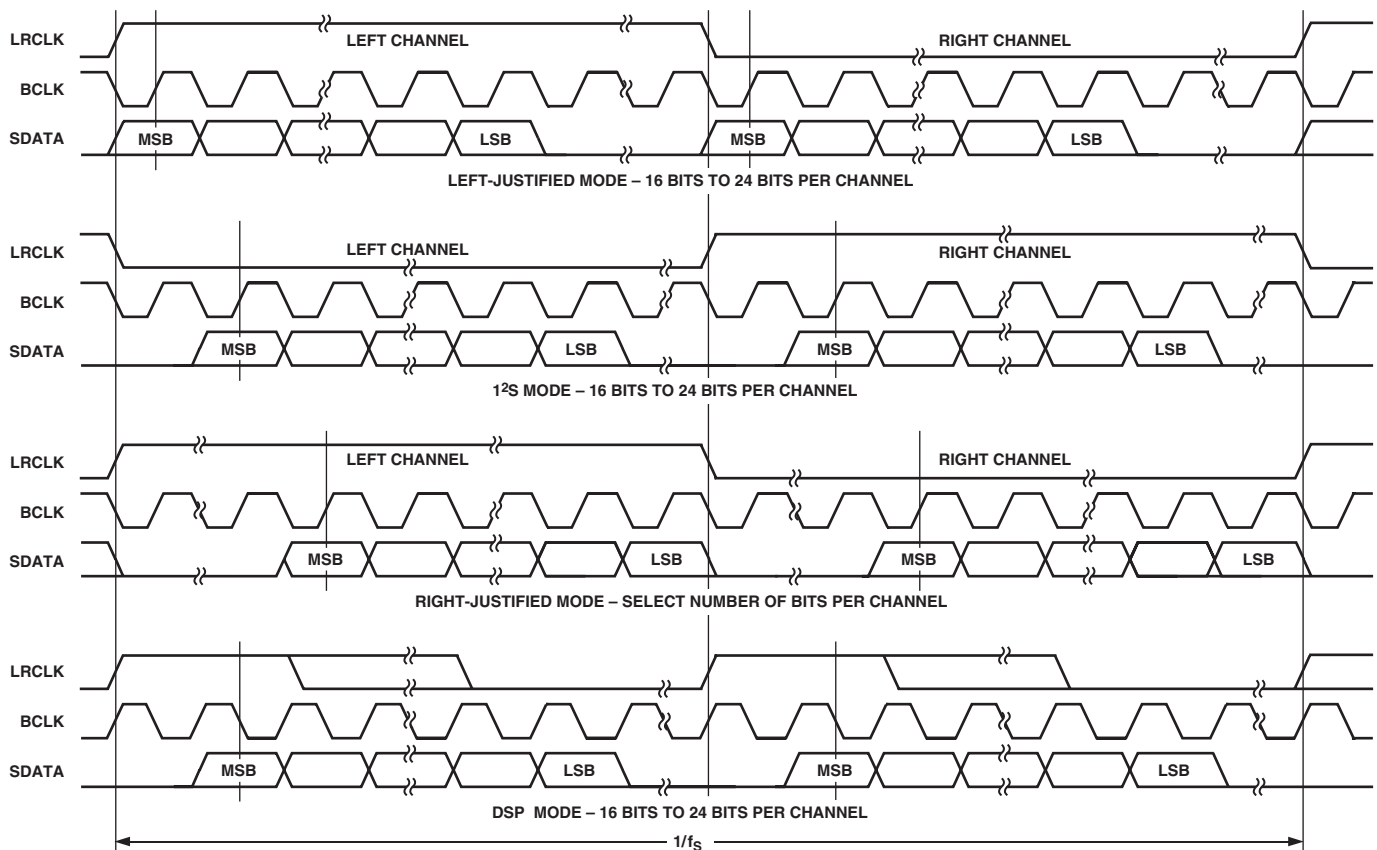 LRCLK LEFT CHANNEL RIGHT CHANNEL
BCLK
SDATA MSB LSB MSB LSB
LEFT-JUSTIFIED MODE – 16 BITS TO 24 BITS PER CHANNEL
LRCLK LEFT CHANNEL RIGHT CHANNEL
BCLK
SDATA MSB LSB MSB LSB
1²S MODE – 16 BITS TO 24 BITS PER CHANNEL
LRCLK LEFT CHANNEL RIGHT CHANNEL
BCLK
SDATA MSB LSB MSB LSB
RIGHT-JUSTIFIED MODE – SELECT NUMBER OF BITS PER CHANNEL
LRCLK
BCLK
SDATA MSB LSB MSB LSB
DSP MODE – 16 BITS TO 24 BITS PER CHANNEL
1/fS